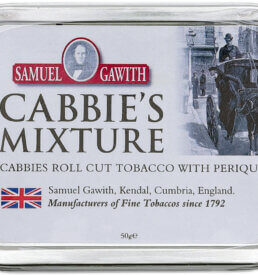 SAMUEL GAWITH
CABBIE'S
MIXTURE
CABBIES ROLL CUT TOBACCO WITH PERIQU
Samuel Gawith, Kendal, Cumbria, England.
Manufacturers of Fine Tobaccos since 1792
50g